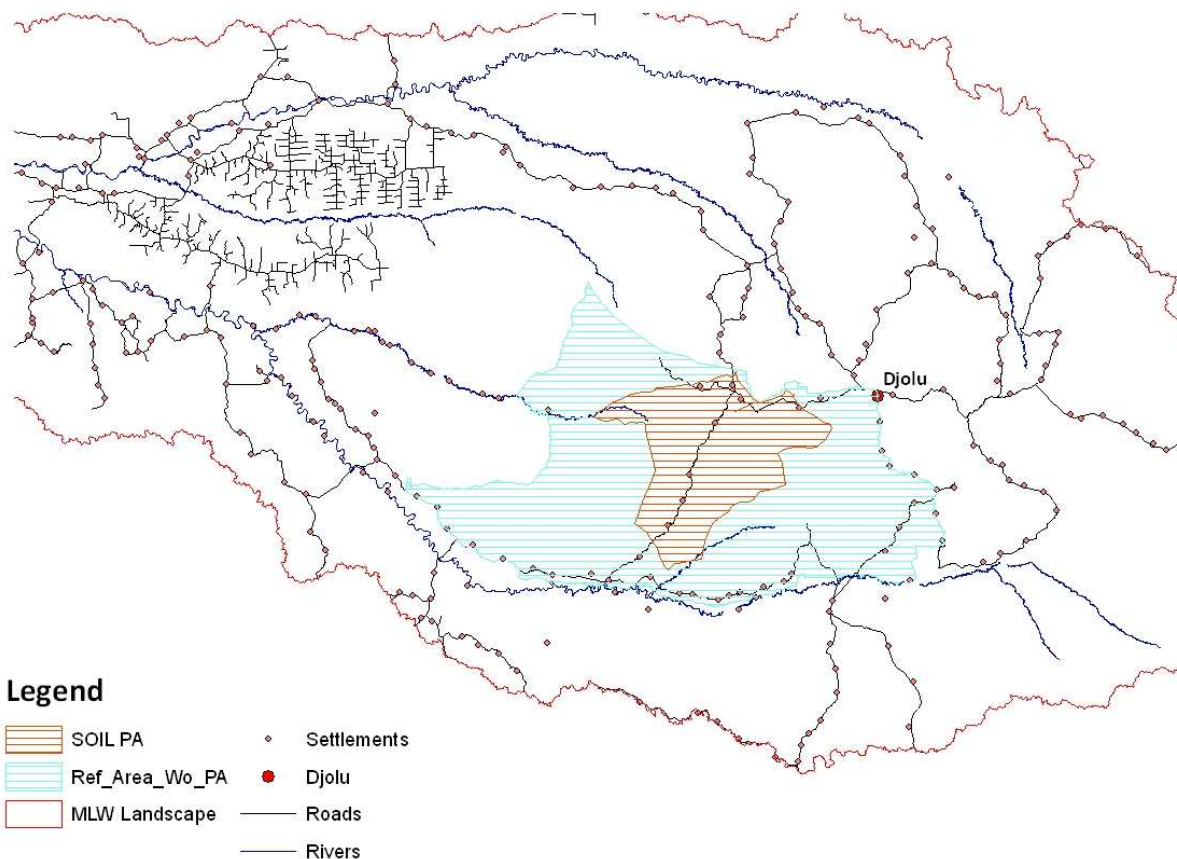 Djolu
Legend
SOIL PA
Ref_Area_Wo_PA
MLW Landscape
Settlements
Djolu
Roads
Rivers